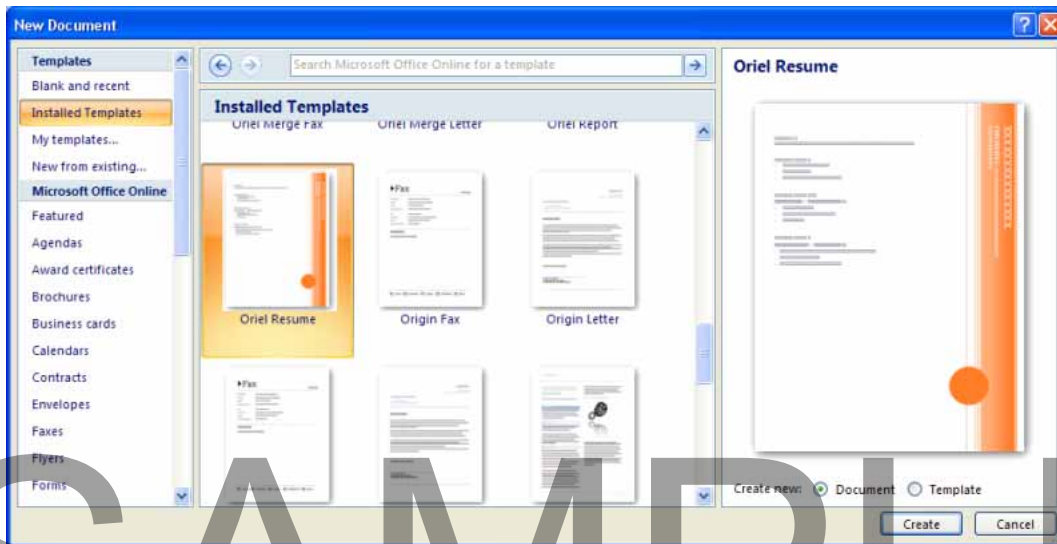 New Document
Templates
Blank and recent
Installed Templates
My templates...
New from existing...
Microsoft Office Online
Featured
Agendas
Award certificates
Brochures
Business cards
Calendars
Contracts
Envelopes
Faxes
Flyers
Forms
Search Microsoft Office Online for a template
Installed Templates
Oriel Merge Fax
Oriel Merge Letter
Oriel Report
Fax
Oriel Resume
Origin Fax
Origin Letter
Fax
Oriel Resume
Create new: Document Template
Create Cancel